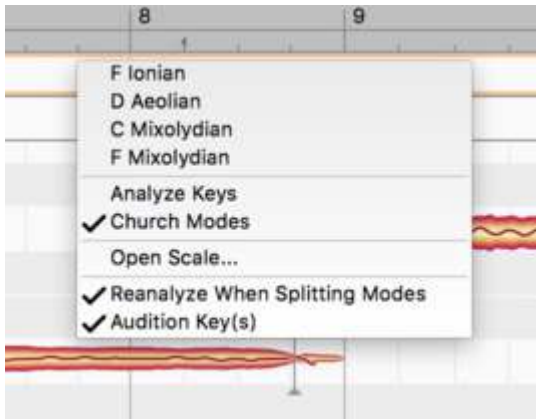 8 9
F Ionian
D Aeolian
C Mixolydian
F Mixolydian
Analyze Keys
Church Modes
Open Scale...
Reanalyze When Splitting Modes
Audition Key(s)